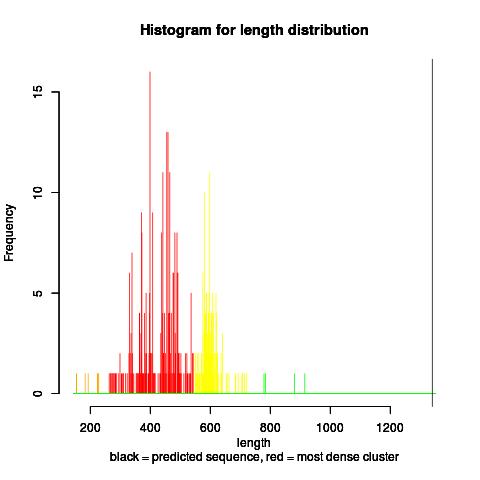 Histogram for length distribution
Frequency
15
10
5
0
200 400 600 800 1000 1200
length
black = predicted sequence, red = most dense cluster